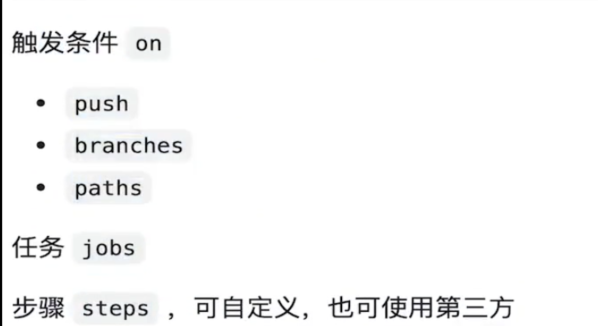 触发条件 on
• push
• branches
• paths
任务 jobs
步骤 steps ，可自定义，也可使用第三方